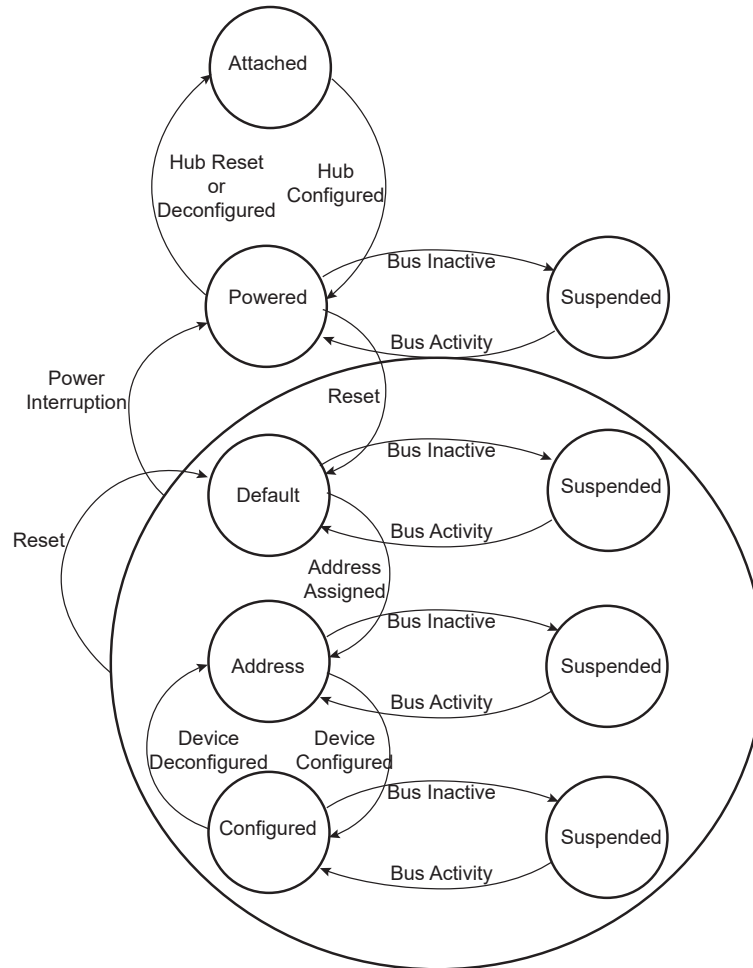 Attached
Hub Reset
or
Deconfigured
Hub
Configured
Powered
Bus Inactive
Suspended
Bus Activity
Power
Interruption
Reset
Default
Bus Inactive
Suspended
Bus Activity
Reset
Address
Assigned
Address
Bus Inactive
Suspended
Bus Activity
Device
Deconfigured
Device
Configured
Configured
Bus Inactive
Suspended
Bus Activity